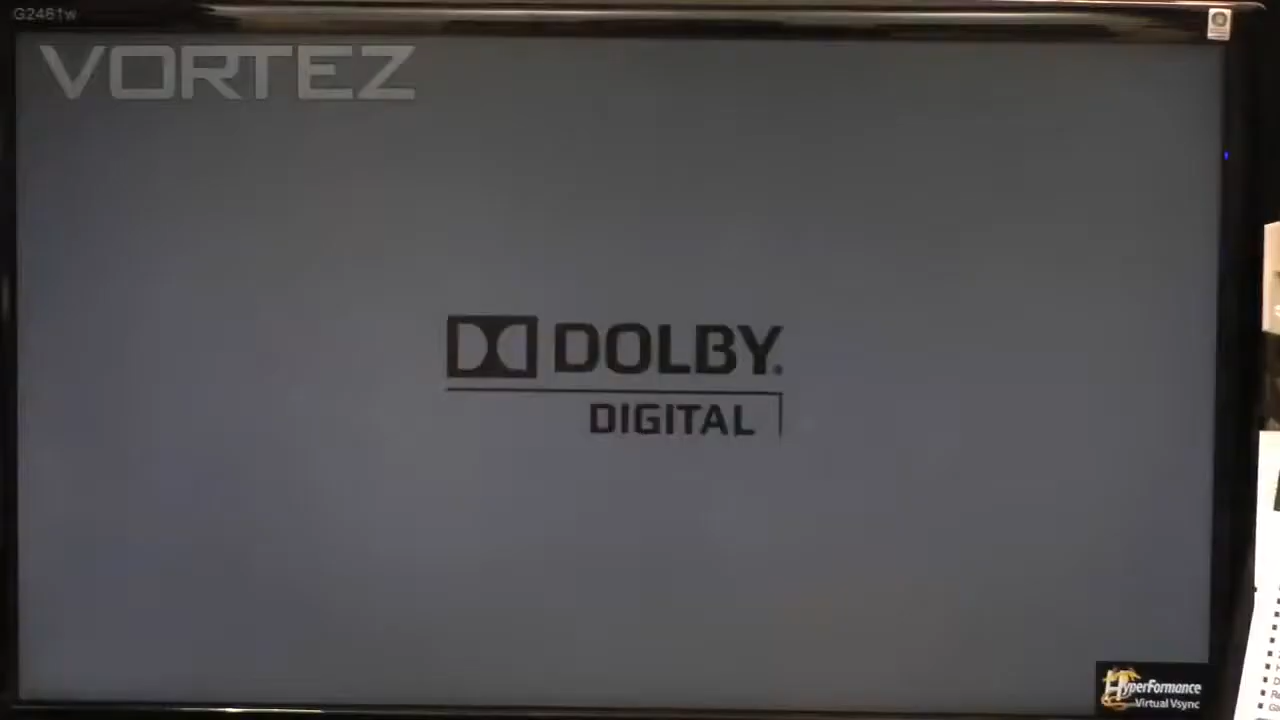 G2461w
VORTEZ
DOLBY
DIGITAL
HyperFormance
Virtual Vsync